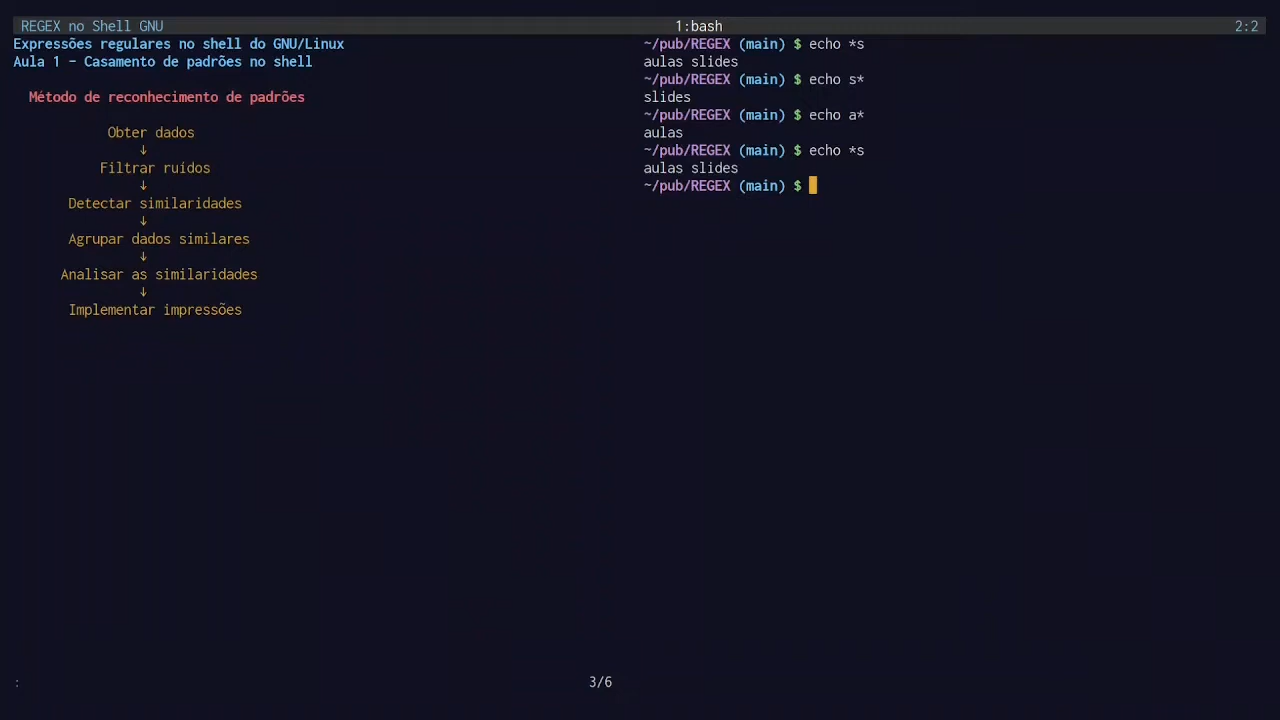 REGEX no Shell GNU 1:bash 2:2
Expressões regulares no shell do GNU/Linux
Aula 1 - Casamento de padrões no shell
Método de reconhecimento de padrões
Obter dados
↓
Filtrar ruídos
↓
Detectar similaridades
↓
Agrupar dados similares
↓
Analisar as similaridades
↓
Implementar impressões
: 3/6
~/pub/REGEX (main) $ echo *s
aulas slides
~/pub/REGEX (main) $ echo s*
slides
~/pub/REGEX (main) $ echo a*
aulas
~/pub/REGEX (main) $ echo *s
aulas slides
~/pub/REGEX (main) $